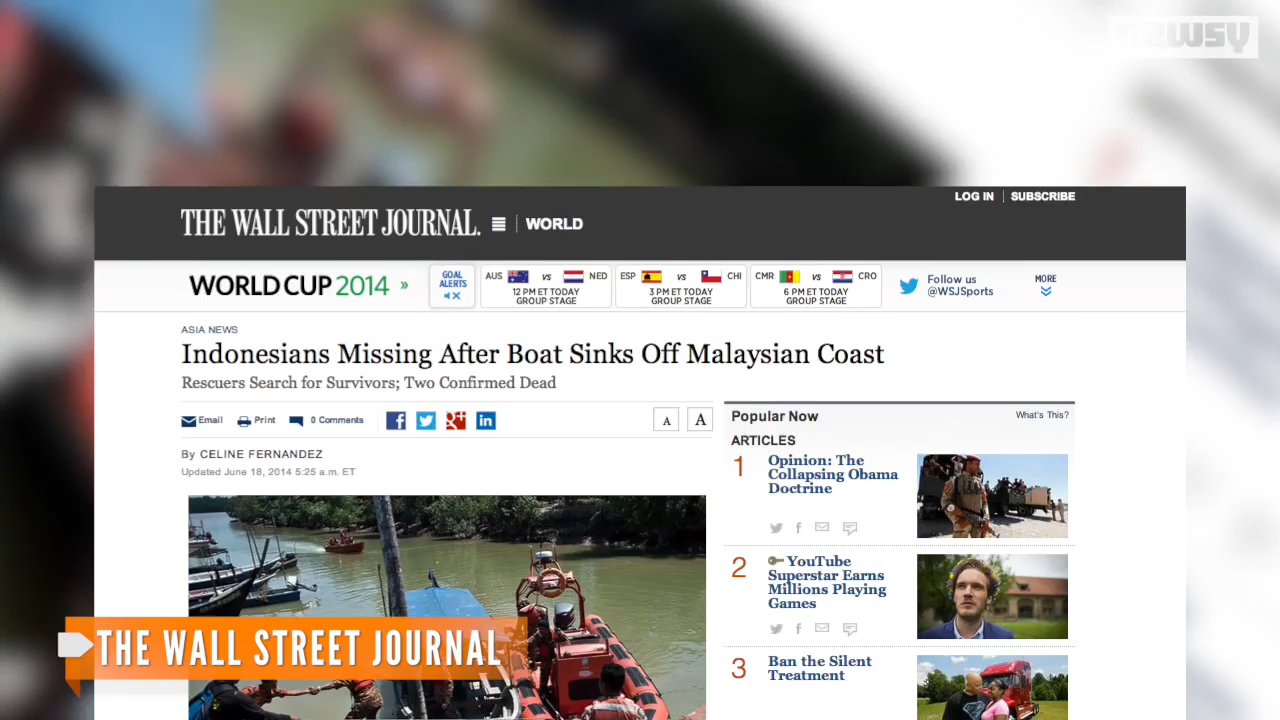 newsy
LOG IN SUBSCRIBE
THE WALL STREET JOURNAL. WORLD
WORLD CUP 2014 »
GOAL ALERTS
AUS vs NED
12 PM ET TODAY
GROUP STAGE
ESP vs CHI
3 PM ET TODAY
GROUP STAGE
CMR vs CRO
6 PM ET TODAY
GROUP STAGE
Follow us
@WSJSports
MORE
ASIA NEWS
Indonesians Missing After Boat Sinks Off Malaysian Coast
Rescuers Search for Survivors; Two Confirmed Dead
Email Print 0 Comments
A A
By CELINE FERNANDEZ
Updated June 18, 2014 5:25 a.m. ET
Popular Now What's This?
ARTICLES
1 Opinion: The
Collapsing Obama
Doctrine
2 YouTube
Superstar Earns
Millions Playing
Games
3 Ban the Silent
Treatment
THE WALL STREET JOURNAL